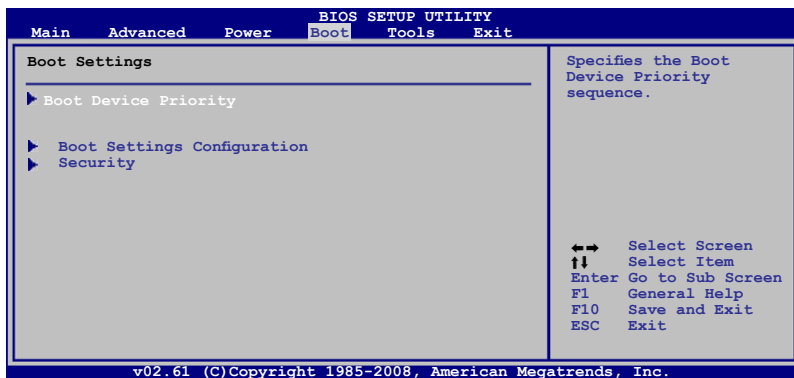 BIOS SETUP UTILITY
Main Advanced Power Boot Tools Exit
Boot Settings
Boot Device Priority
Boot Settings Configuration
Security
Specifies the Boot
Device Priority
sequence.
←→ Select Screen
↑↓ Select Item
Enter Go to Sub Screen
F1 General Help
F10 Save and Exit
ESC Exit
v02.61 (C)Copyright 1985-2008, American Megatrends, Inc.